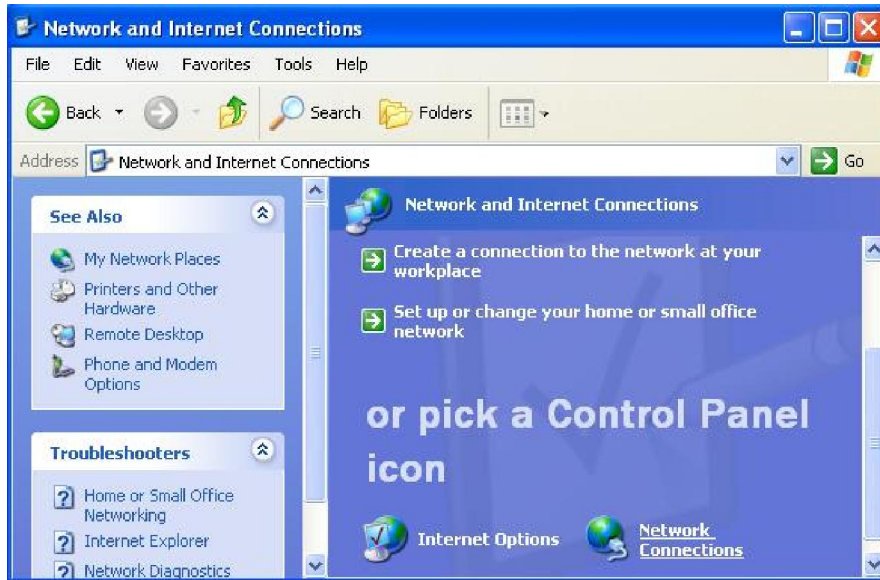 Network and Internet Connections
File Edit View Favorites Tools Help
Back Search Folders
Address Network and Internet Connections Go
See Also
My Network Places
Printers and Other
Hardware
Remote Desktop
Phone and Modem
Options
Troubleshooters
Home or Small Office
Networking
Internet Explorer
Network Diagnostics
Network and Internet Connections
Create a connection to the network at your
workplace
Set up or change your home or small office
network
or pick a Control Panel
icon
Internet Options
Network
Connections